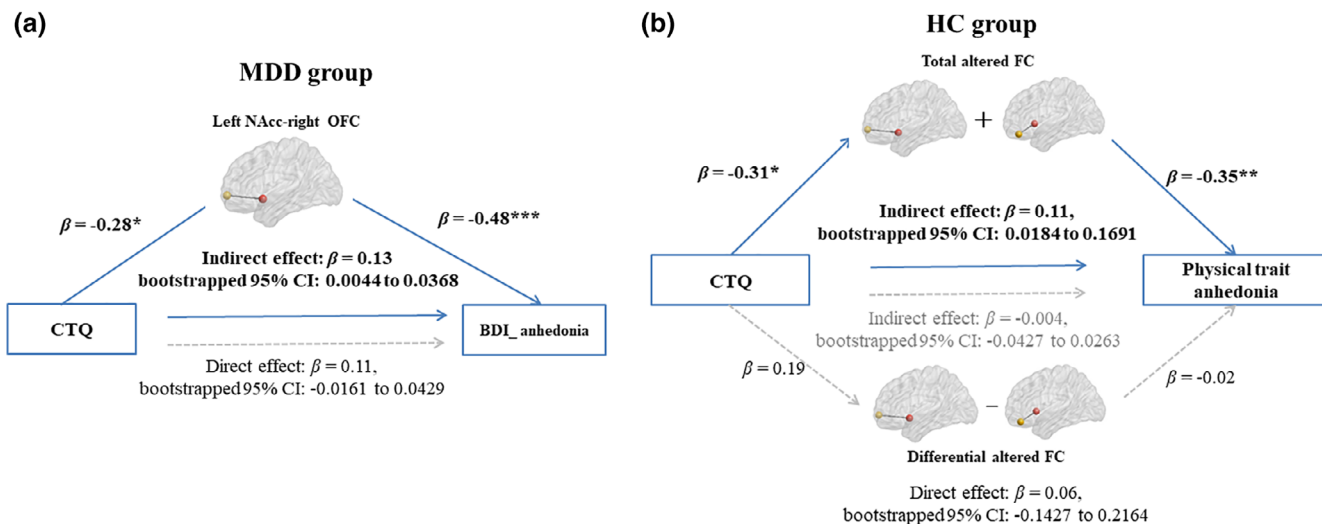 (a)
MDD group
Left NAcc-right OFC
β = -0.28*
β = -0.48***
Indirect effect: β = 0.13
bootstrapped 95% CI: 0.0044 to 0.0368
CTQ
BDI_ anhedonia
Direct effect: β = 0.11,
bootstrapped 95% CI: -0.0161 to 0.0429
(b)
HC group
Total altered FC
+
β = -0.31*
β = -0.35**
Indirect effect: β = 0.11,
bootstrapped 95% CI: 0.0184 to 0.1691
CTQ
Physical trait
anhedonia
Indirect effect: β = -0.004,
bootstrapped 95% CI: -0.0427 to 0.0263
β = 0.19
β = -0.02
–
Differential altered FC
Direct effect: β = 0.06,
bootstrapped 95% CI: -0.1427 to 0.2164